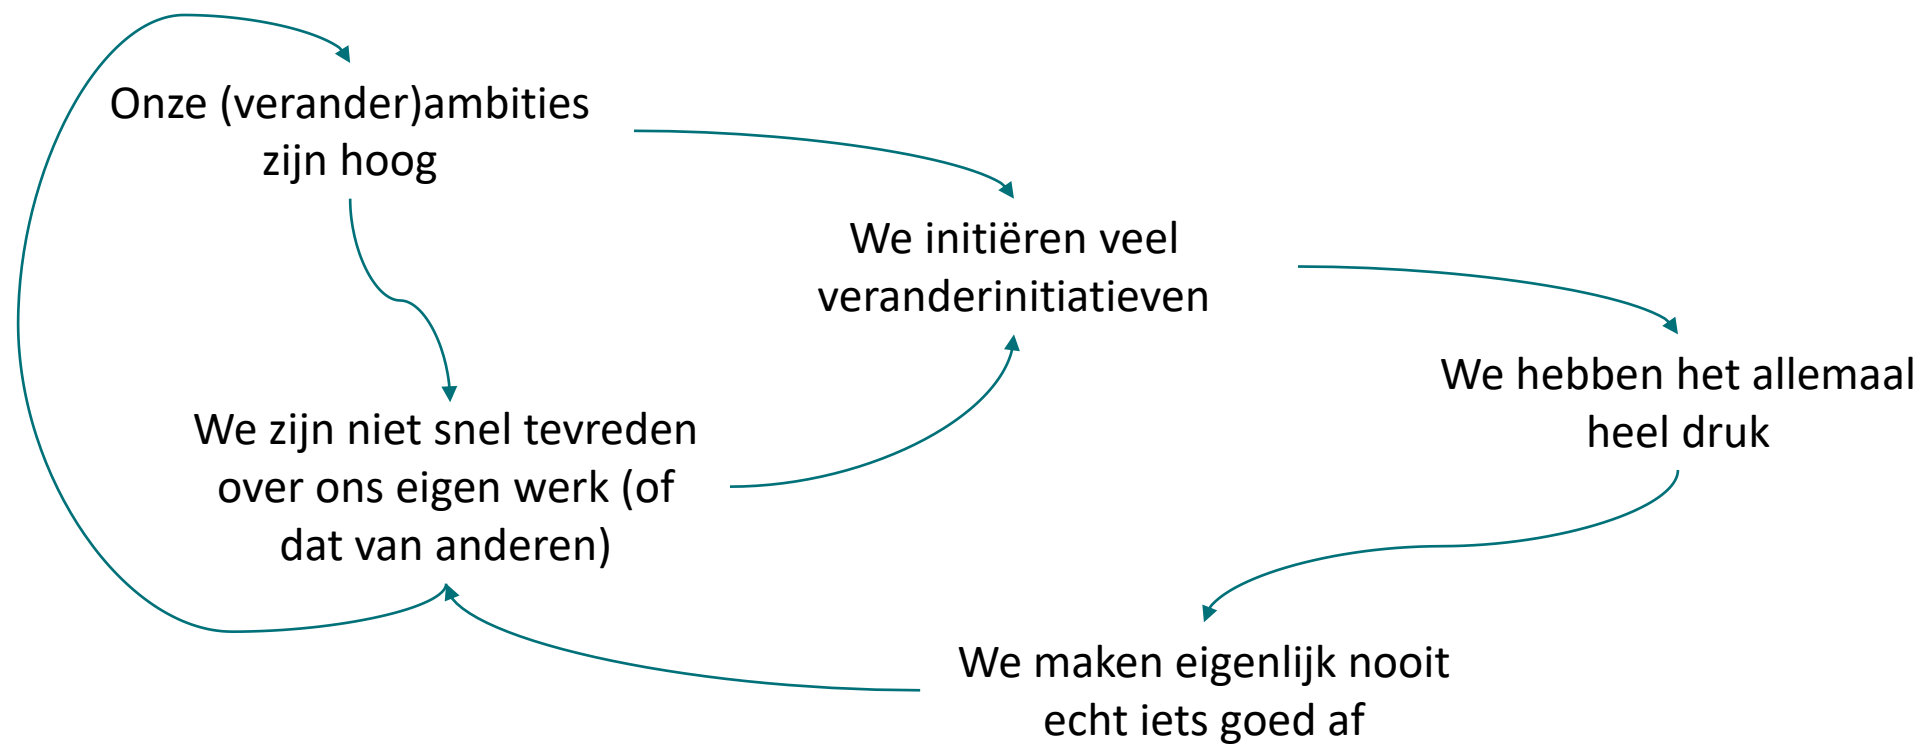 Onze (verander)ambities
zijn hoog
We initiëren veel
veranderinitiatieven
We hebben het allemaal
heel druk
We zijn niet snel tevreden
over ons eigen werk (of
dat van anderen)
We maken eigenlijk nooit
echt iets goed af